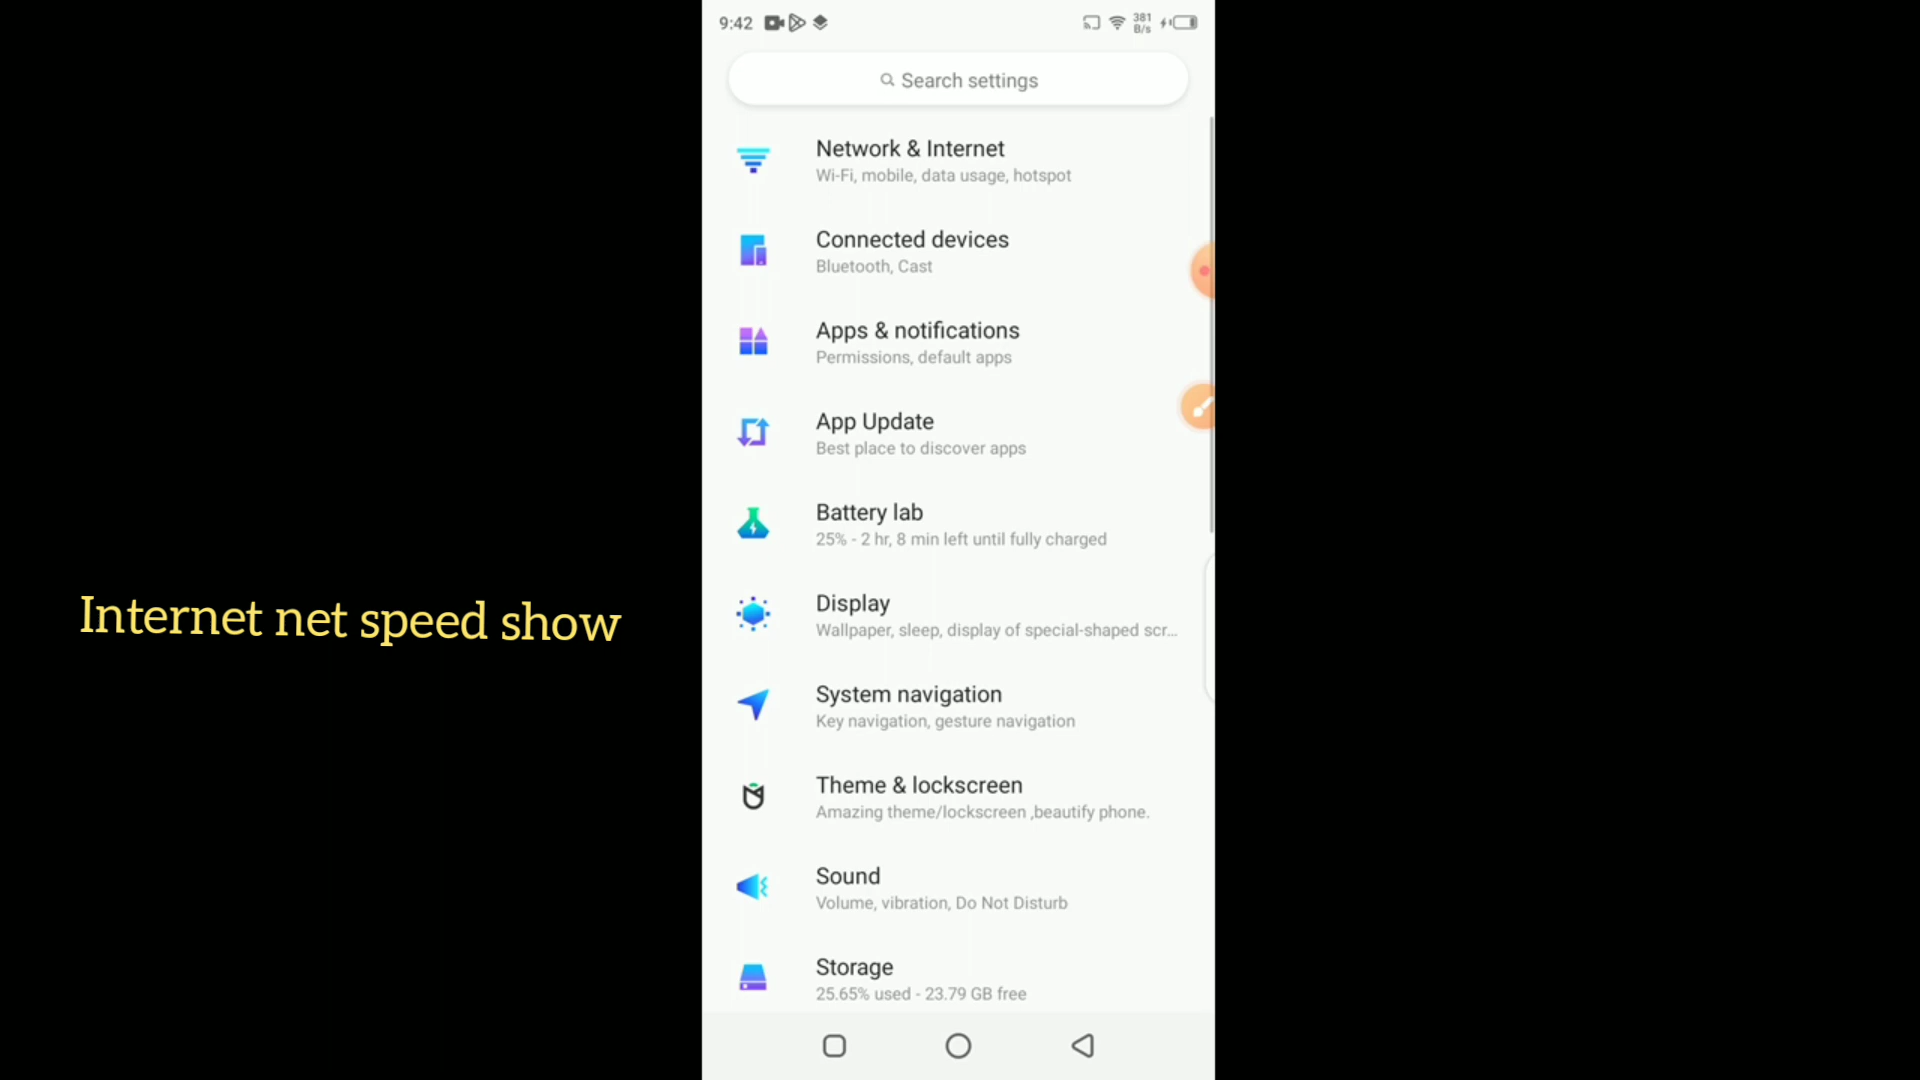 9:42
381
B/s
Search settings
Network & Internet
Wi-Fi, mobile, data usage, hotspot
Connected devices
Bluetooth, Cast
Apps & notifications
Permissions, default apps
App Update
Best place to discover apps
Battery lab
25% - 2 hr, 8 min left until fully charged
Display
Wallpaper, sleep, display of special-shaped scr...
System navigation
Key navigation, gesture navigation
Theme & lockscreen
Amazing theme/lockscreen ,beautify phone.
Sound
Volume, vibration, Do Not Disturb
Storage
25.65% used - 23.79 GB free
Internet net speed show